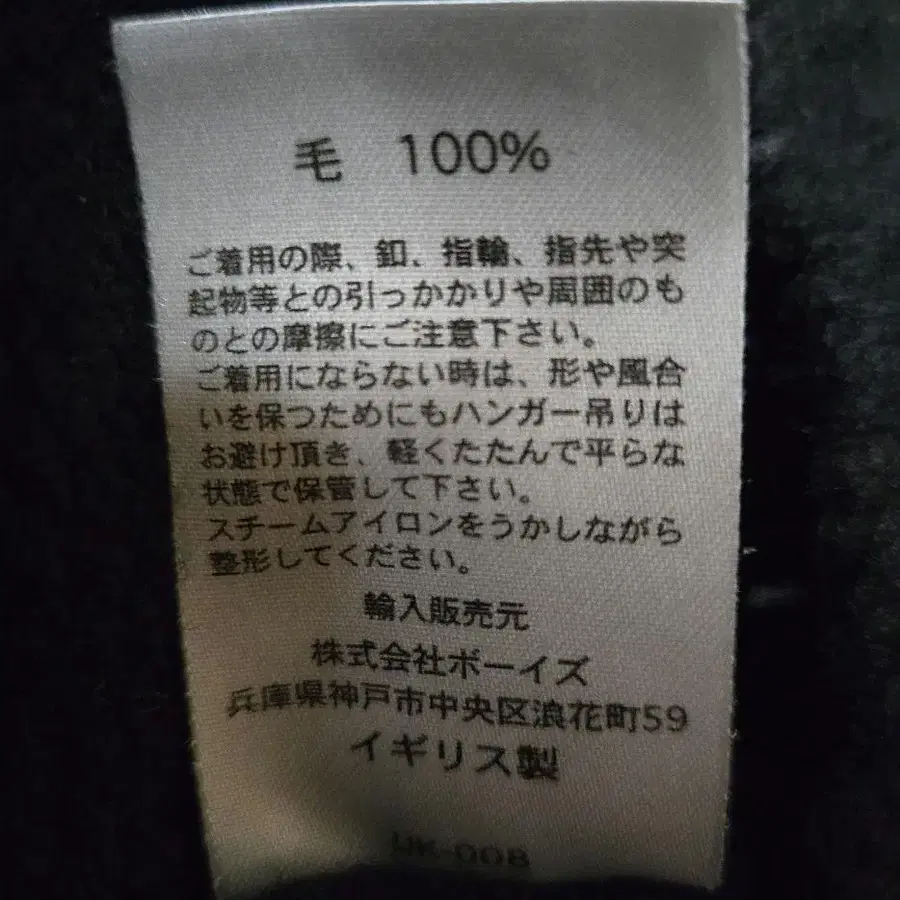 毛 100%
ご着用の際、釦、指輪、指先や突
起物等との引っかかりや周囲のも
のとの摩擦にご注意下さい。
ご着用にならない時は、形や風合
いを保つためにもハンガー吊りは
お避け頂き、軽くたたんで平らな
状態で保管して下さい。
スチームアイロンをうかしながら
整形してください。
輸入販売元
株式会社ボーイズ
兵庫県神戸市中央区浪花町59
イギリス製
UK-008